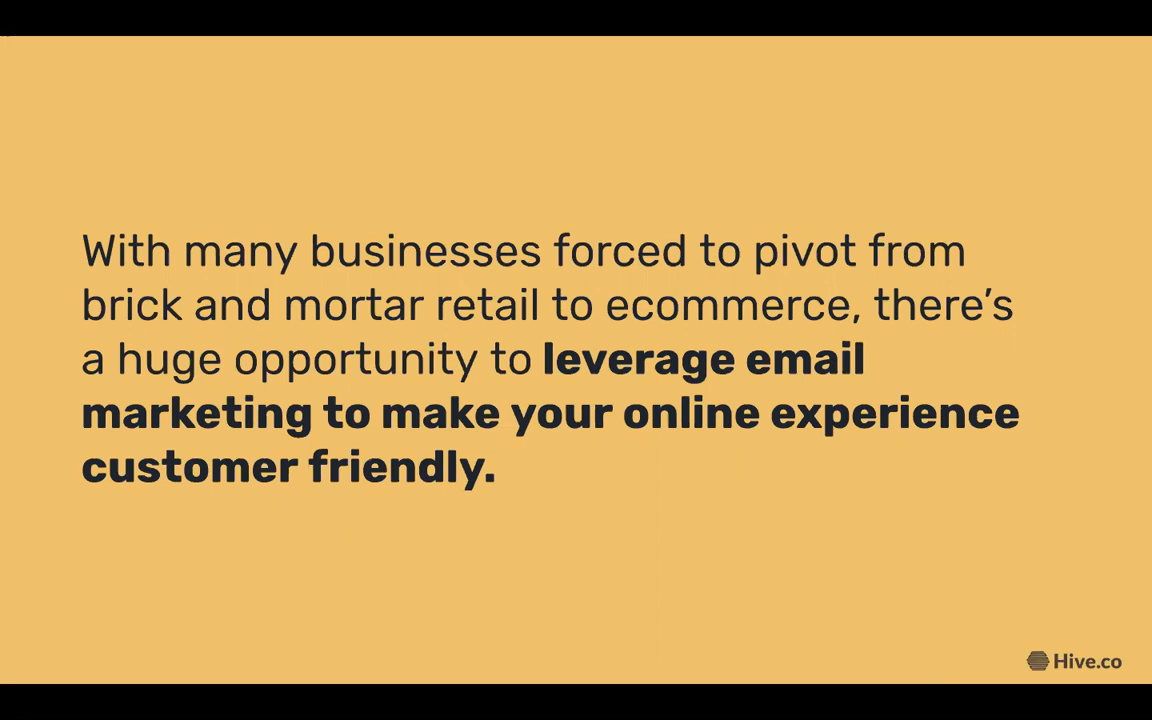 With many businesses forced to pivot from
brick and mortar retail to ecommerce, there's
a huge opportunity to leverage email
marketing to make your online experience
customer friendly.
Hive.co